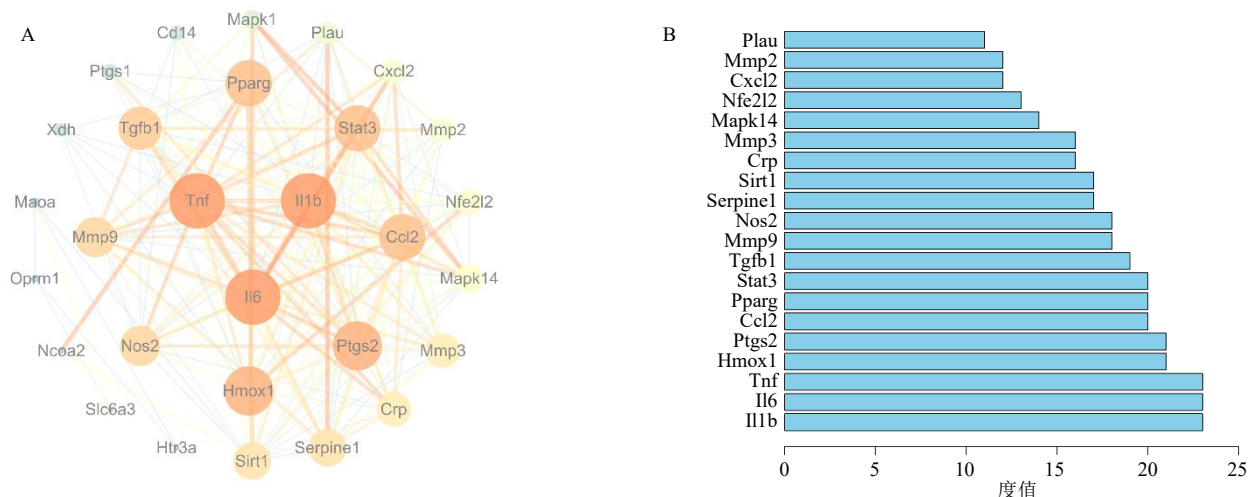 A
Mapk1
Cd14
Plau
Ptgs1
Cxcl2
Pparg
Tgfb1
Stat3
Xdh
Mmp2
Maoa
Tnf
Il1b
Nfe2l2
Mmp9
Ccl2
Oprm1
Mapk14
Il6
Ncoa2
Nos2
Ptgs2
Mmp3
Slc6a3
Hmox1
Crp
Htr3a
Sirt1
Serpine1
B
Plau
Mmp2
Cxcl2
Nfe2l2
Mapk14
Mmp3
Crp
Sirt1
Serpine1
Nos2
Mmp9
Tgfb1
Stat3
Pparg
Ccl2
Ptgs2
Hmox1
Tnf
Il6
Il1b
0 5 10 15 20 25
度值